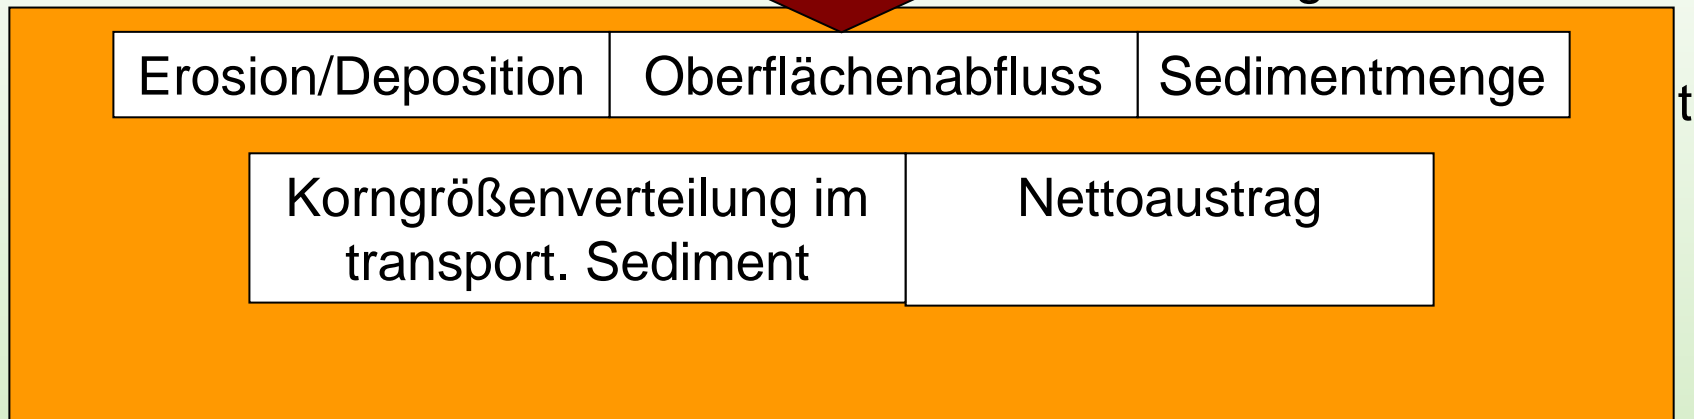 Erosion/Deposition Oberflächenabfluss Sedimentmenge
Korngrößenverteilung im Nettoaustrag
transport. Sediment